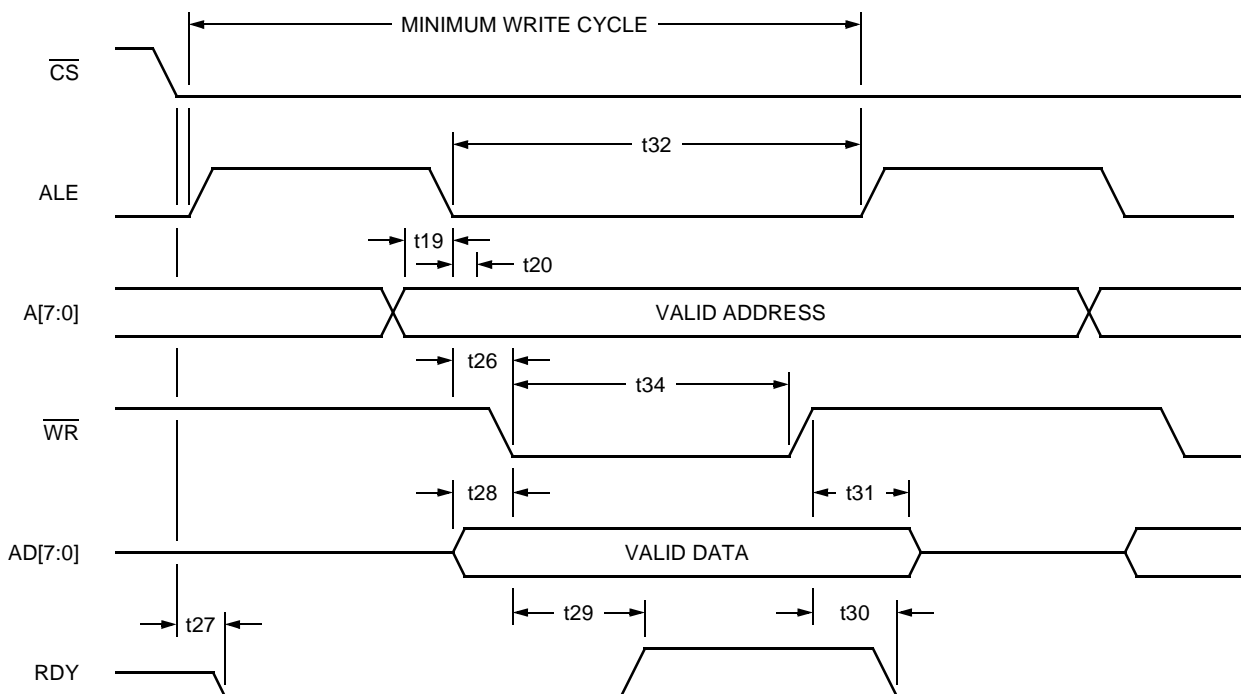 MINIMUM WRITE CYCLE
CS
t32
ALE
t19
t20
A[7:0]
VALID ADDRESS
t26
t34
WR
t28
t31
AD[7:0]
VALID DATA
t29
t30
t27
RDY